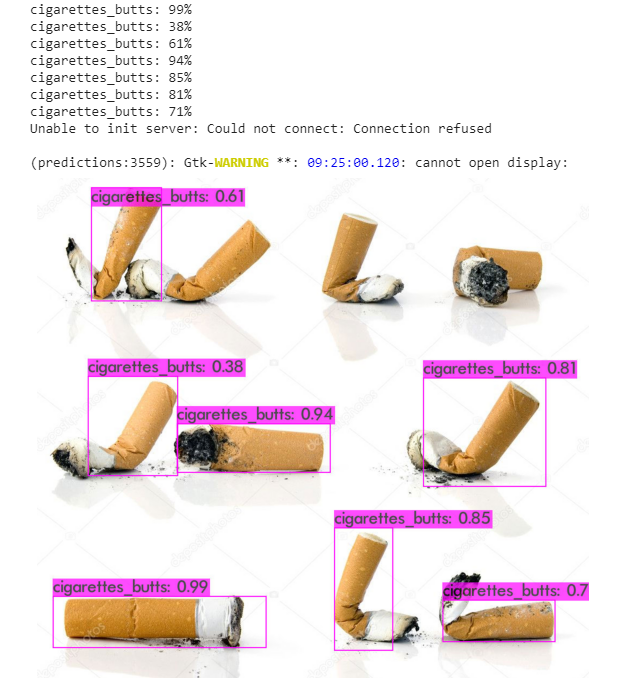 cigarettes_butts: 99%
cigarettes_butts: 38%
cigarettes_butts: 61%
cigarettes_butts: 94%
cigarettes_butts: 85%
cigarettes_butts: 81%
cigarettes_butts: 71%
Unable to init server: Could not connect: Connection refused
(predictions:3559): Gtk-WARNING **: 09:25:00.120: cannot open display:
cigarettes_butts: 0.61
cigarettes_butts: 0.38
cigarettes_butts: 0.81
cigarettes_butts: 0.94
cigarettes_butts: 0.85
cigarettes_butts: 0.99
cigarettes_butts: 0.7